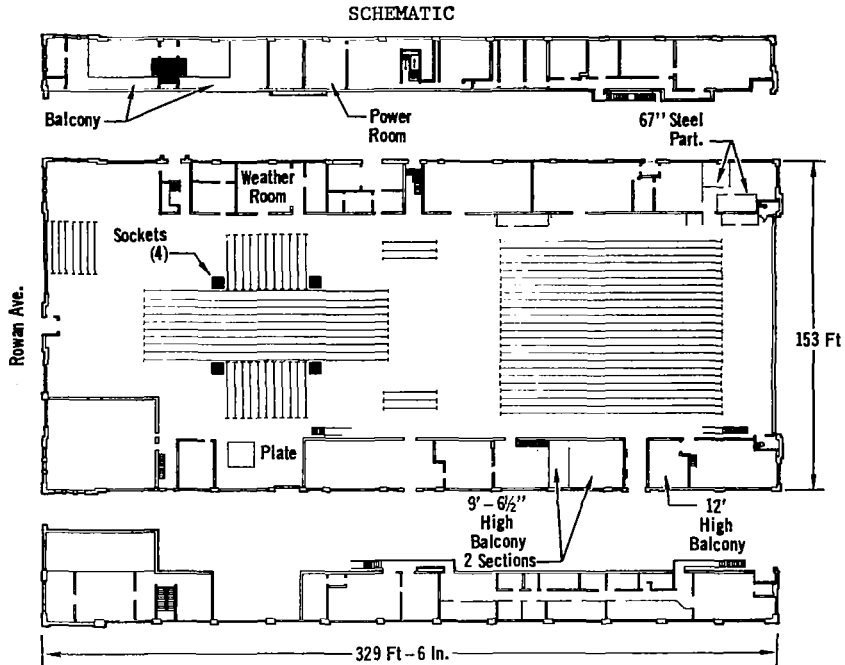 SCHEMATIC
Balcony
Power
Room
67" Steel
Part.
Weather
Room
Sockets
(4)
Rowan Ave.
153 Ft
Plate
9' - 6½"
High
Balcony
2 Sections
12'
High
Balcony
329 Ft - 6 In.